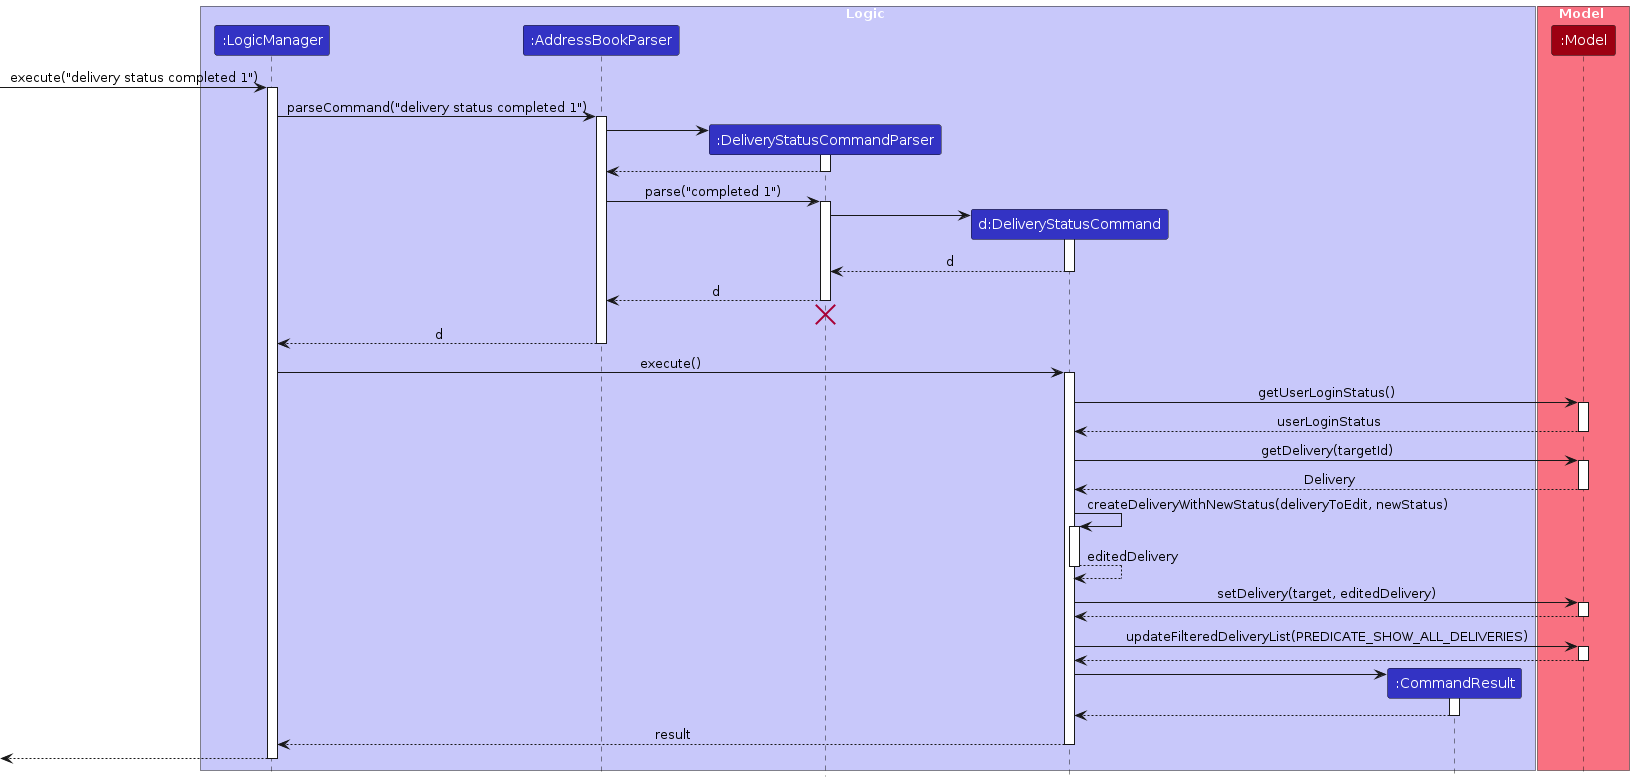 Logic
Model
:LogicManager
:AddressBookParser
:Model
execute("delivery status completed 1")
parseCommand("delivery status completed 1")
:DeliveryStatusCommandParser
parse("completed 1")
d:DeliveryStatusCommand
d
d
d
execute()
getUserLoginStatus()
userLoginStatus
getDelivery(targetId)
Delivery
createDeliveryWithNewStatus(deliveryToEdit, newStatus)
editedDelivery
setDelivery(target, editedDelivery)
updateFilteredDeliveryList(PREDICATE_SHOW_ALL_DELIVERIES)
:CommandResult
result